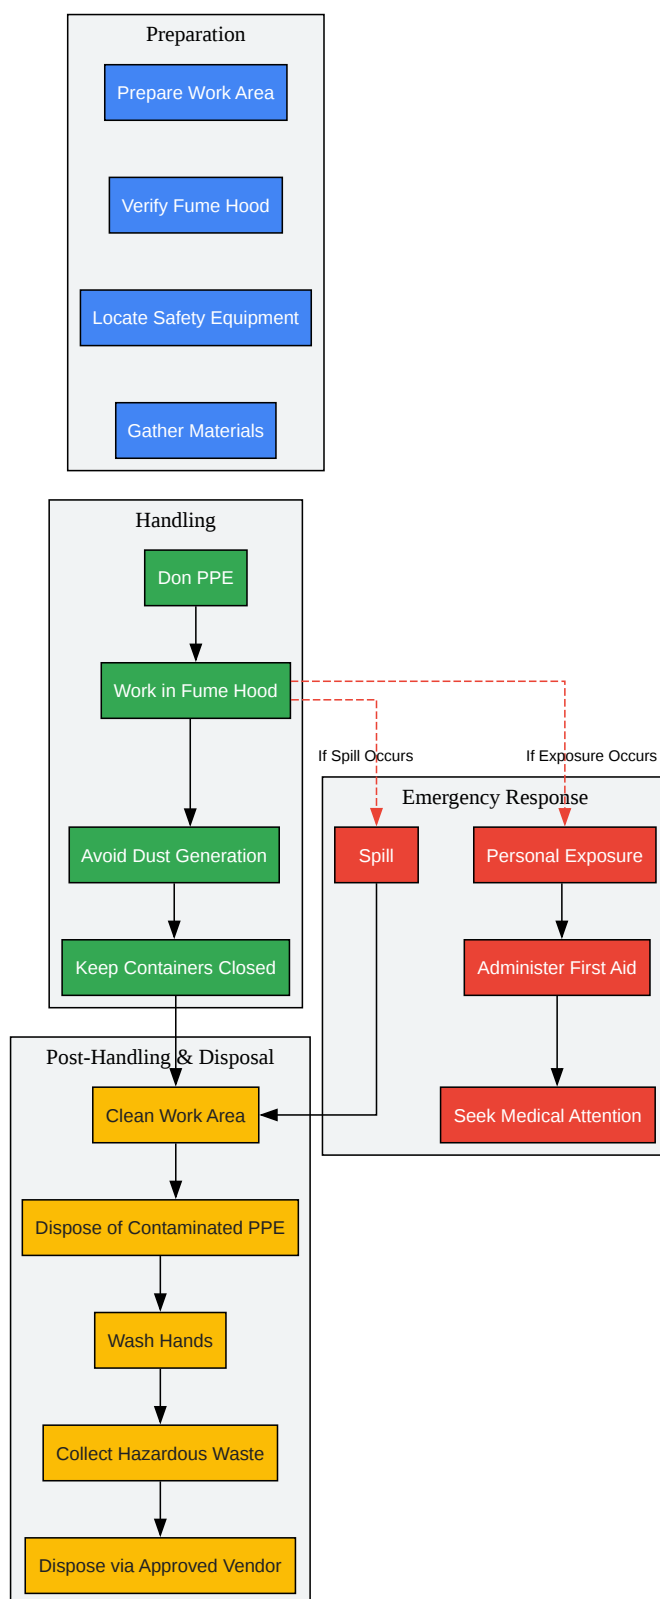 Preparation
Prepare Work Area
Verify Fume Hood
Locate Safety Equipment
Gather Materials
Handling
Don PPE
Work in Fume Hood
If Spill Occurs
If Exposure Occurs
Emergency Response
Avoid Dust Generation
Spill
Personal Exposure
Keep Containers Closed
Administer First Aid
Post-Handling & Disposal
Clean Work Area
Seek Medical Attention
Dispose of Contaminated PPE
Wash Hands
Collect Hazardous Waste
Dispose via Approved Vendor